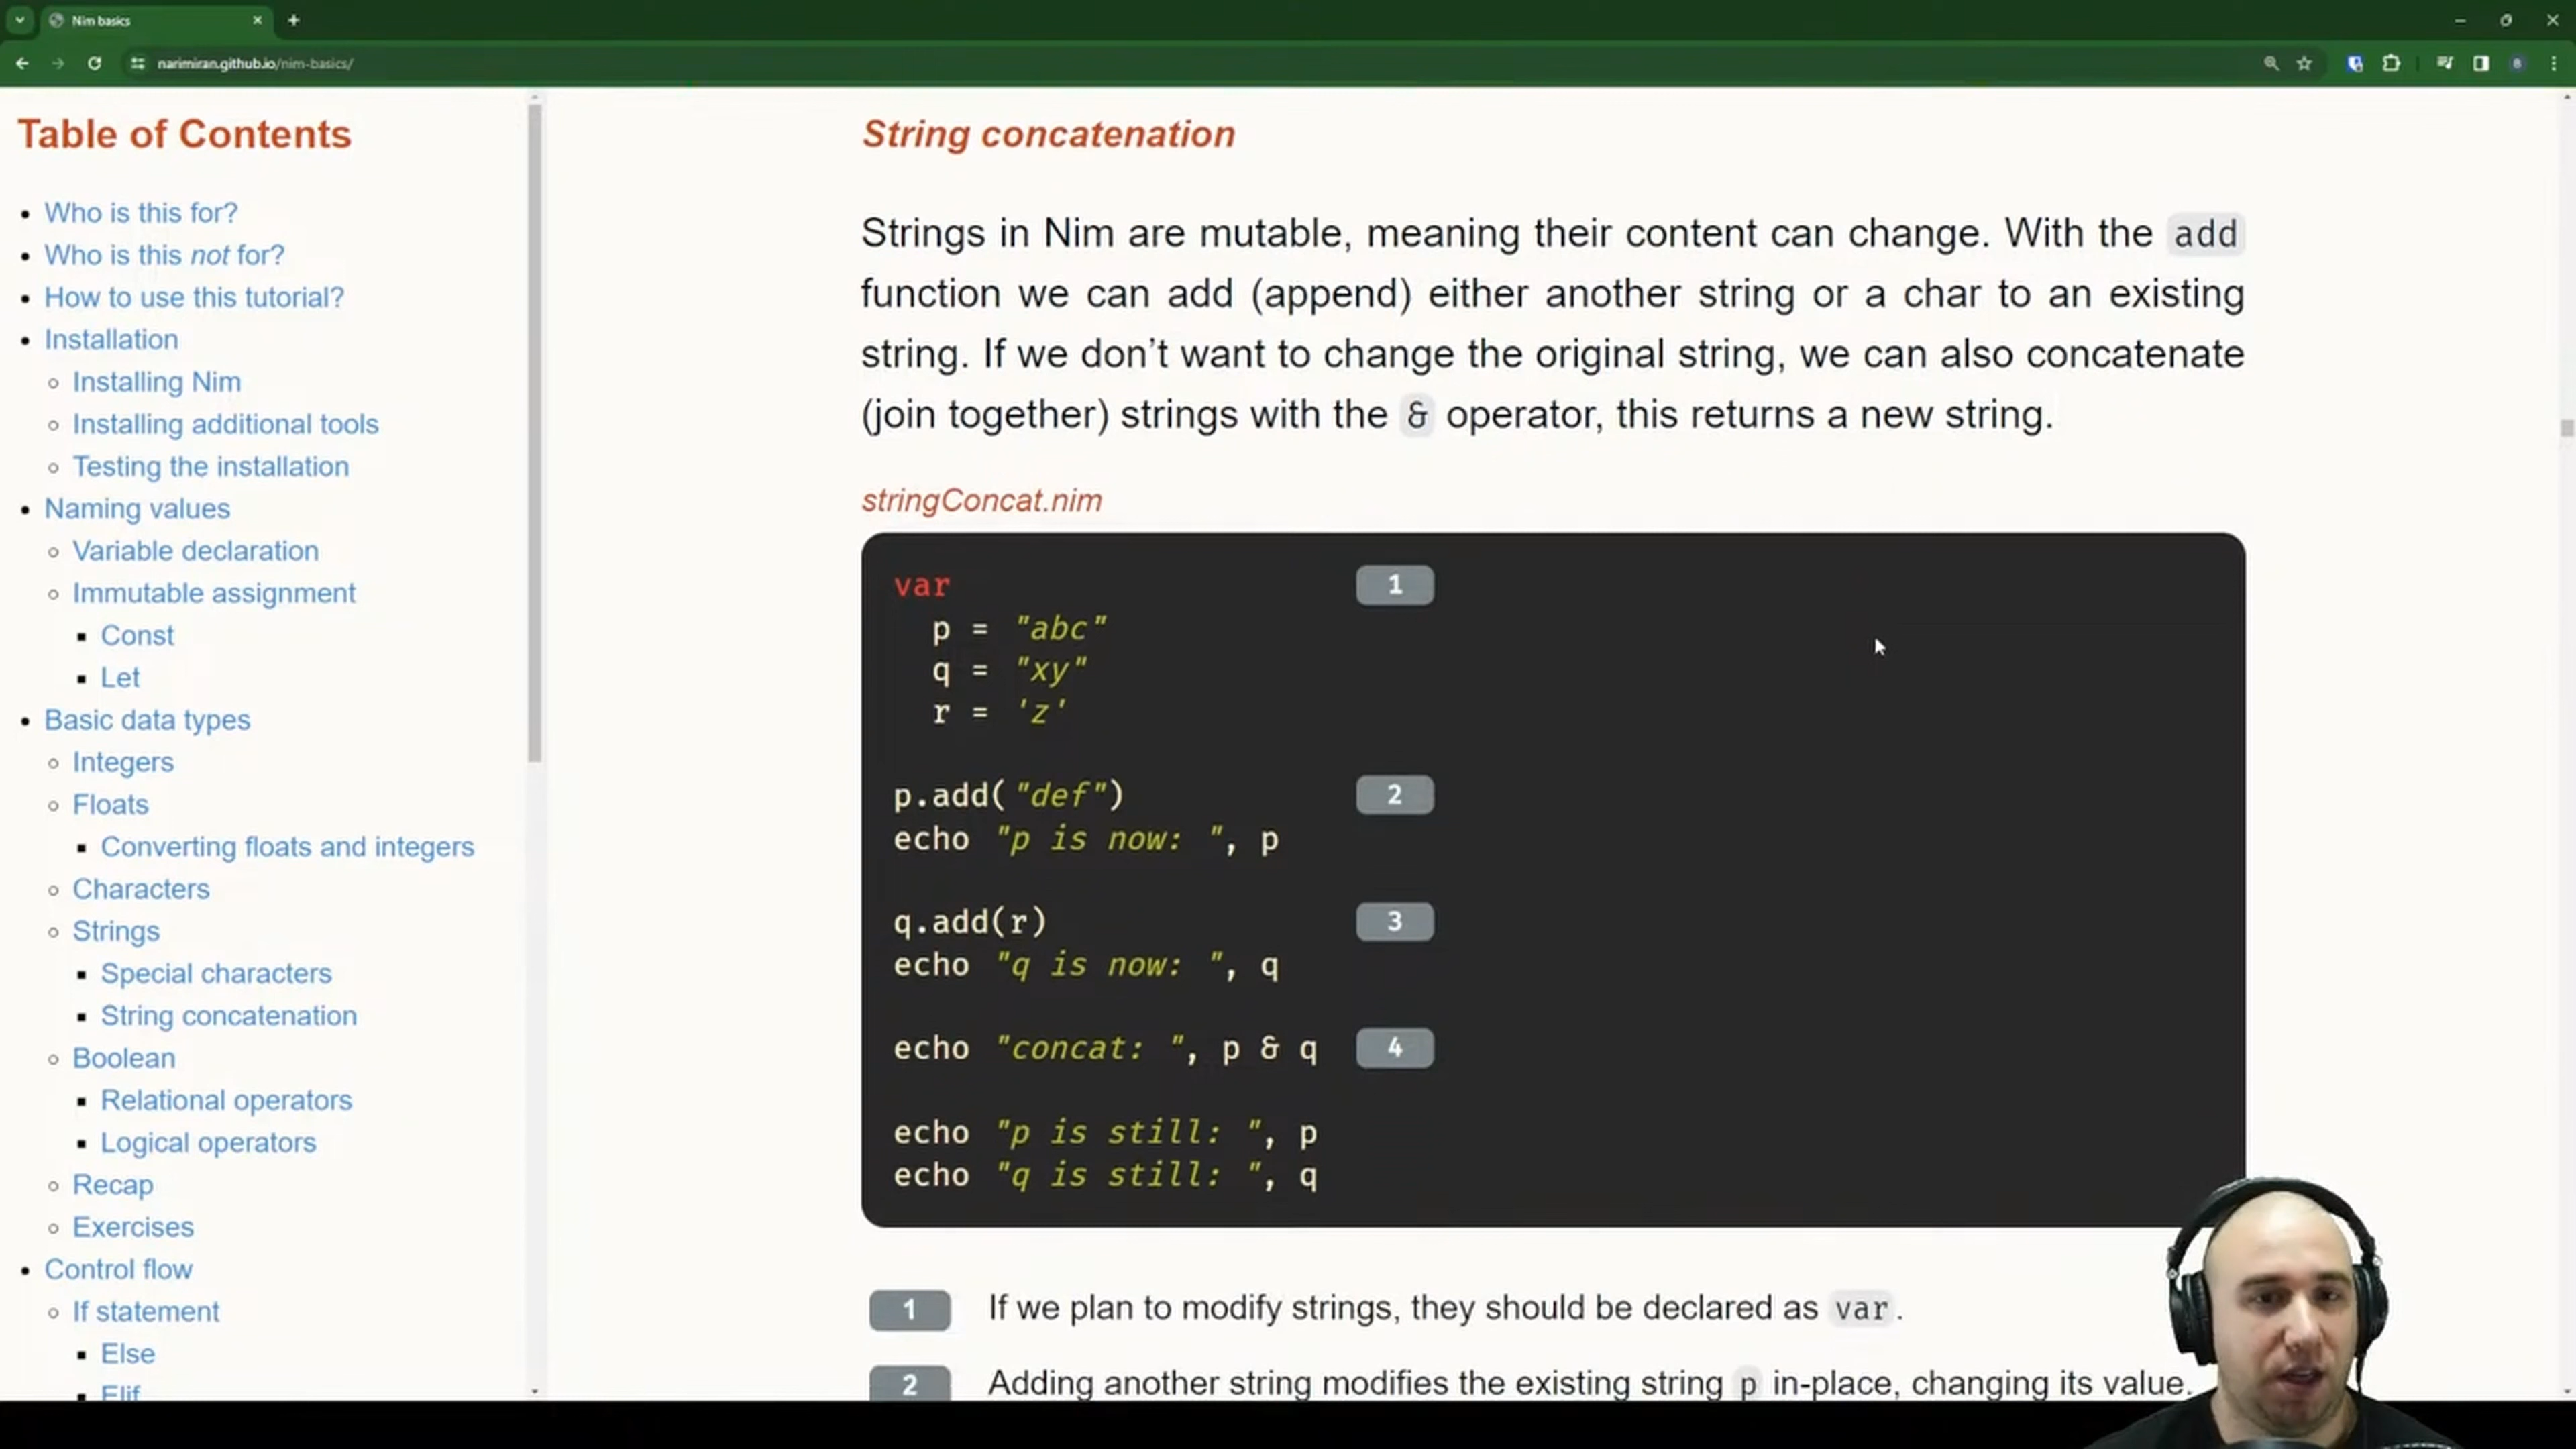 Nim basics
narimiran.github.io/nim-basics/
Table of Contents
Who is this for?
Who is this not for?
How to use this tutorial?
Installation
Installing Nim
Installing additional tools
Testing the installation
Naming values
Variable declaration
Immutable assignment
Const
Let
Basic data types
Integers
Floats
Converting floats and integers
Characters
Strings
Special characters
String concatenation
Boolean
Relational operators
Logical operators
Recap
Exercises
Control flow
If statement
Else
Elif
String concatenation
Strings in Nim are mutable, meaning their content can change. With the add
function we can add (append) either another string or a char to an existing
string. If we don’t want to change the original string, we can also concatenate
(join together) strings with the & operator, this returns a new string.
stringConcat.nim
var 1
p = "abc"
q = "xy"
r = 'z'
p.add("def") 2
echo "p is now: ", p
q.add(r) 3
echo "q is now: ", q
echo "concat: ", p & q 4
echo "p is still: ", p
echo "q is still: ", q
1 If we plan to modify strings, they should be declared as var.
2 Adding another string modifies the existing string p in-place, changing its value.